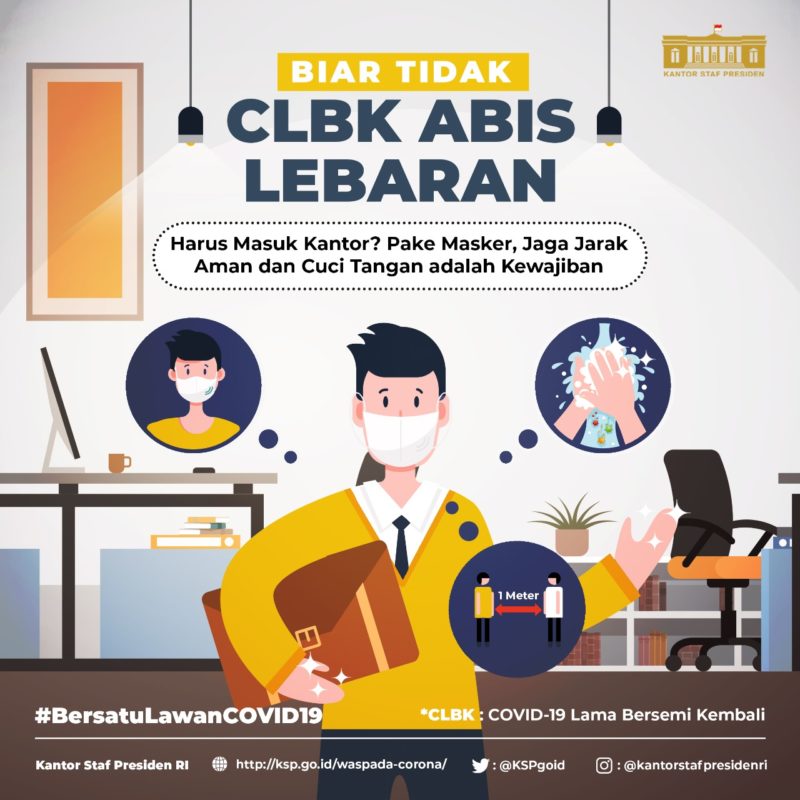 KANTOR STAF PRESIDEN
BIAR TIDAK
CLBK ABIS
LEBARAN
Harus Masuk Kantor? Pake Masker, Jaga Jarak
Aman dan Cuci Tangan adalah Kewajiban
1 Meter
#BersatuLawanCOVID19
*CLBK : COVID-19 Lama Bersemi Kembali
Kantor Staf Presiden RI
http://ksp.go.id/waspada-corona/
: @KSPgoid
: @kantorstafpresidenri